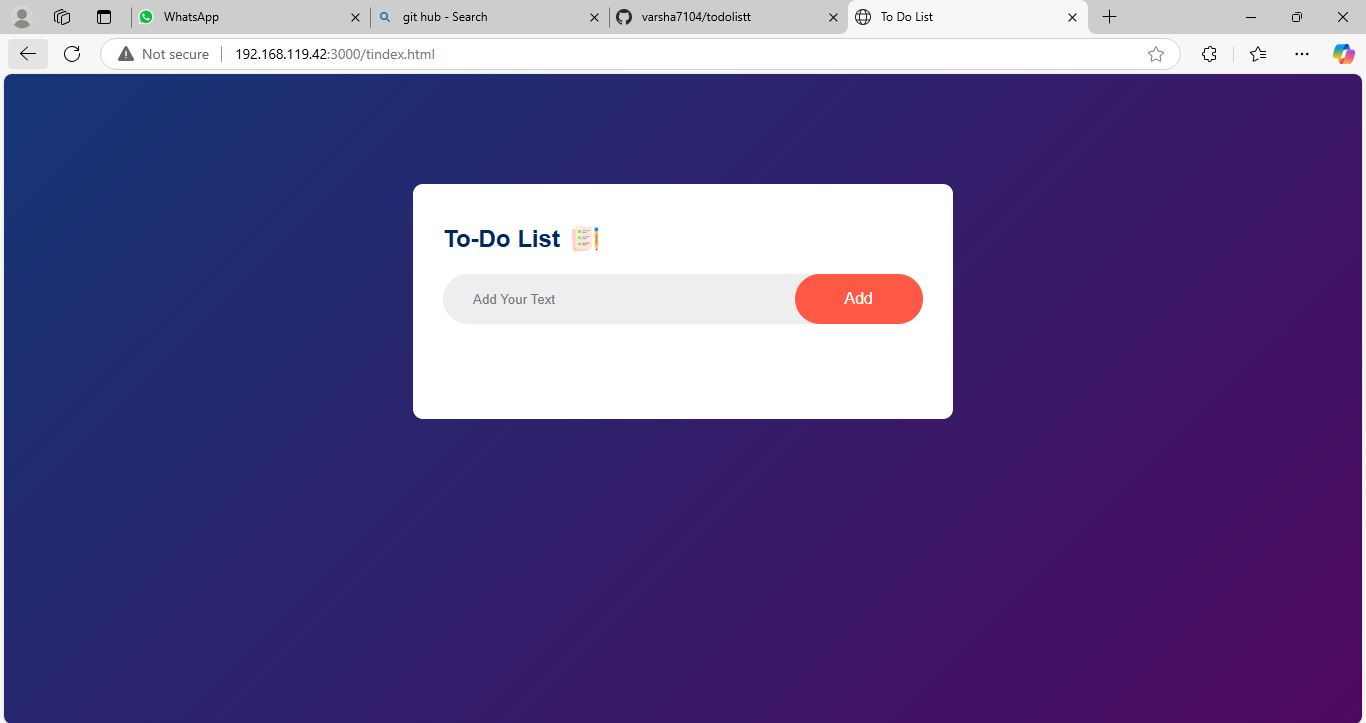 WhatsApp
git hub - Search
varsha7104/todolistt
To Do List
Not secure
192.168.119.42:3000/tindex.html
To-Do List
Add Your Text
Add